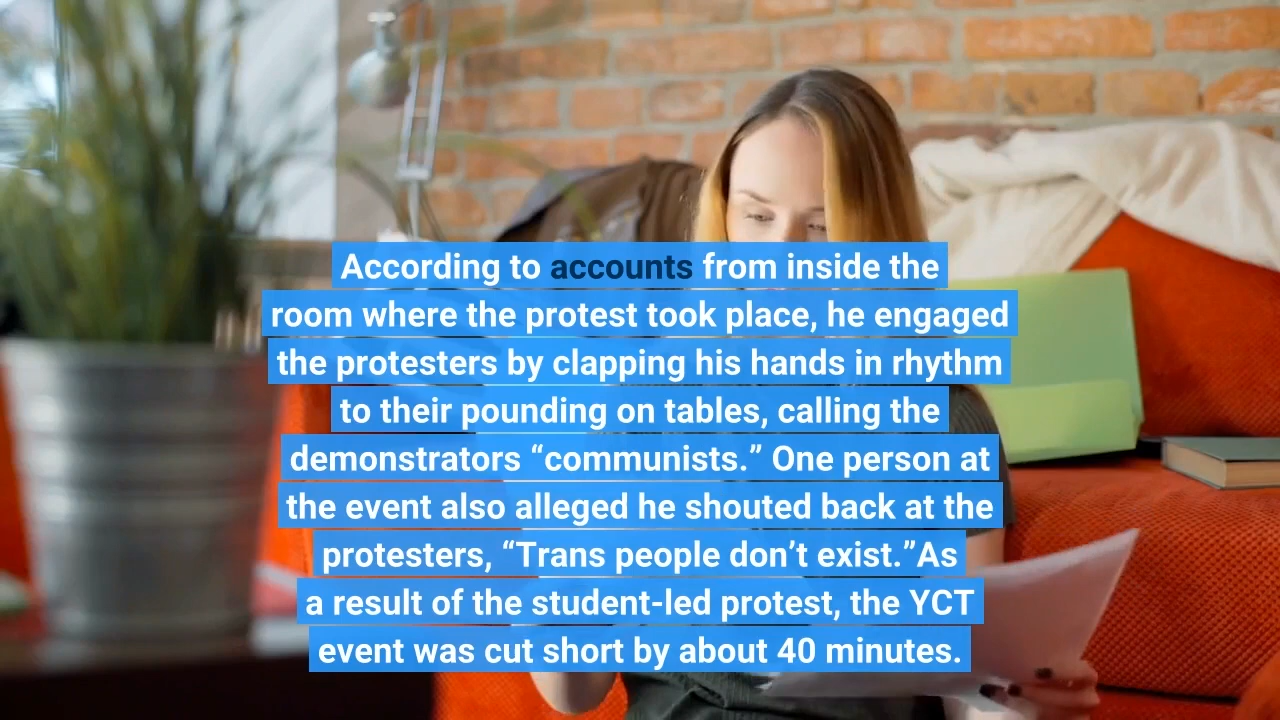 According to accounts from inside the
room where the protest took place, he engaged
the protesters by clapping his hands in rhythm
to their pounding on tables, calling the
demonstrators “communists.” One person at
the event also alleged he shouted back at the
protesters, “Trans people don’t exist.”As
a result of the student-led protest, the YCT
event was cut short by about 40 minutes.